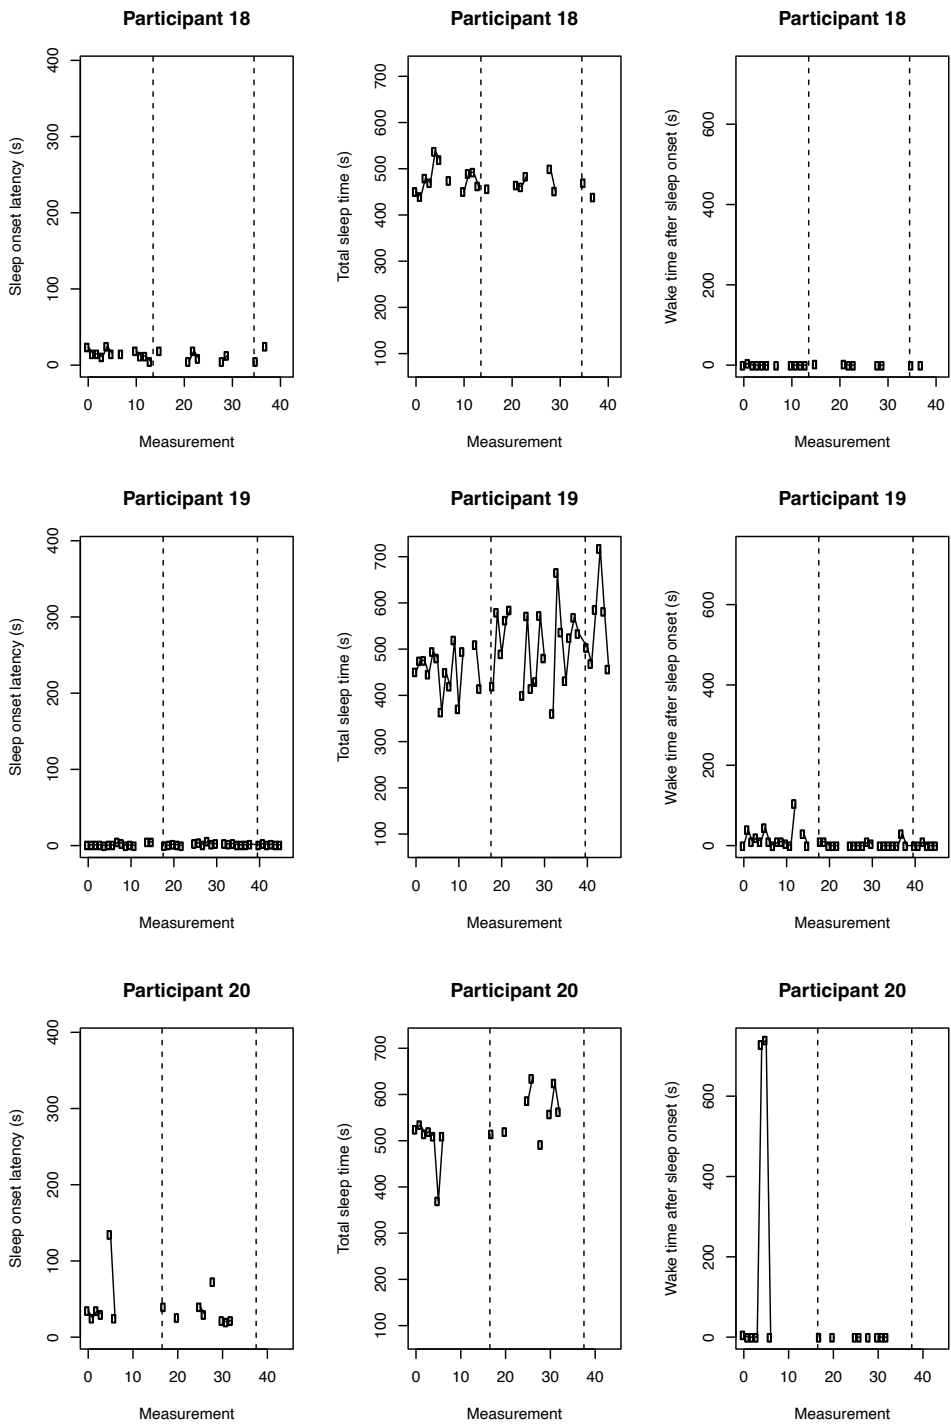 Participant 18 Participant 18 Participant 18
Sleep onset latency (s)
400
300
200
100
0
0 10 20 30 40
Measurement
Total sleep time (s)
700
600
500
400
300
200
100
0 10 20 30 40
Measurement
Wake time after sleep onset (s)
600
400
200
0
0 10 20 30 40
Measurement
Participant 19 Participant 19 Participant 19
Sleep onset latency (s)
400
300
200
100
0
0 10 20 30 40
Measurement
Total sleep time (s)
700
600
500
400
300
200
100
0 10 20 30 40
Measurement
Wake time after sleep onset (s)
600
400
200
0
0 10 20 30 40
Measurement
Participant 20 Participant 20 Participant 20
Sleep onset latency (s)
400
300
200
100
0
0 10 20 30 40
Measurement
Total sleep time (s)
700
600
500
400
300
200
100
0 10 20 30 40
Measurement
Wake time after sleep onset (s)
600
400
200
0
0 10 20 30 40
Measurement